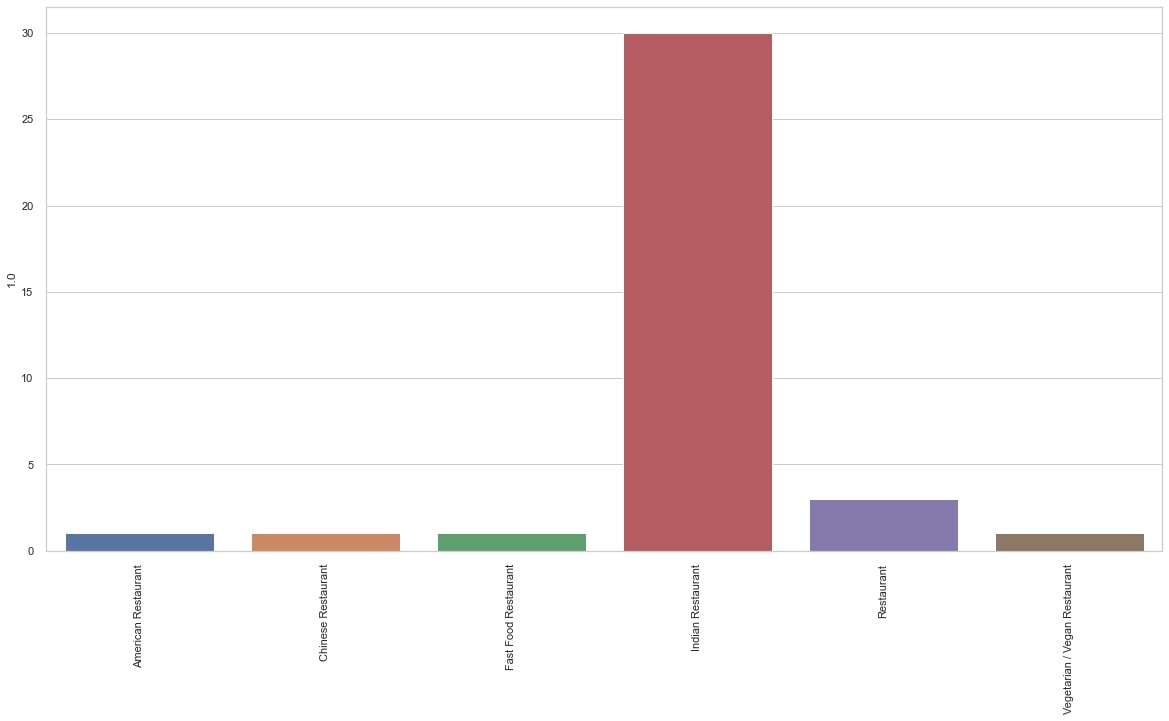 30
25
20
15
10
5
0
1.0
American Restaurant
Chinese Restaurant
Fast Food Restaurant
Indian Restaurant
Restaurant
Vegetarian / Vegan Restaurant